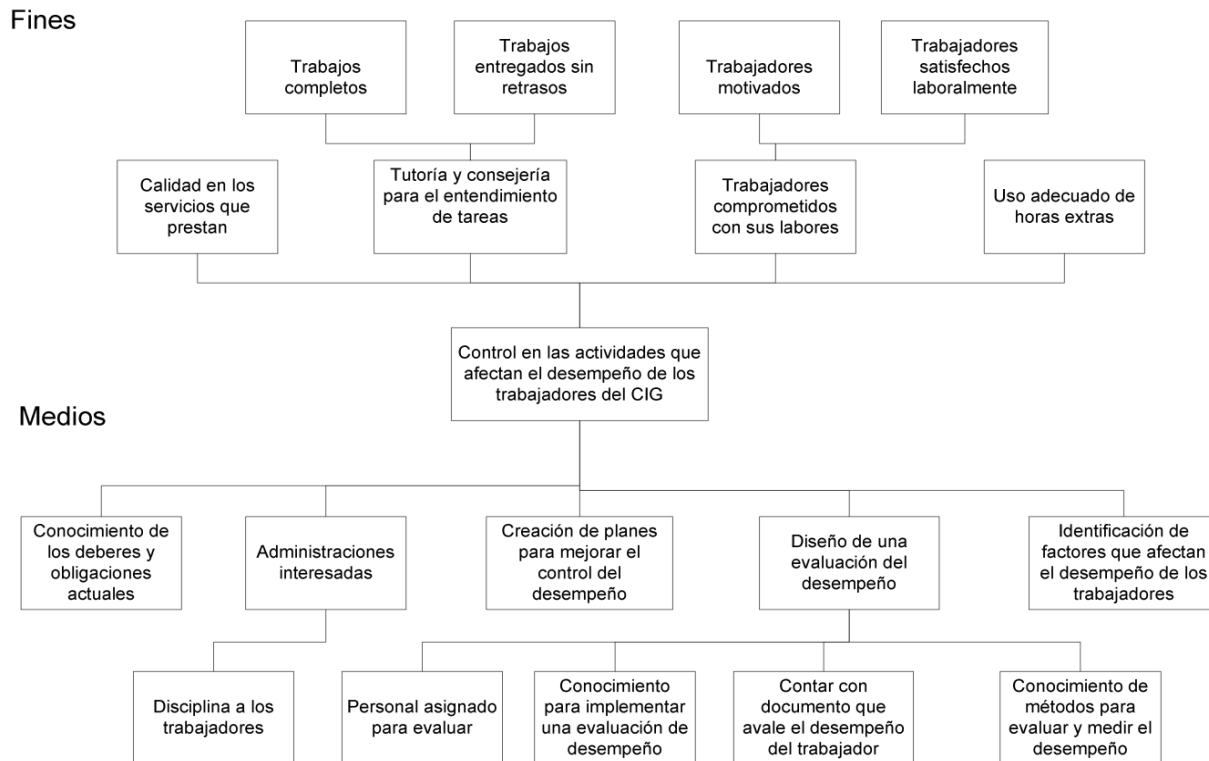 Fines
Trabajos
completos
Trabajos
entregados sin
retrasos
Trabajadores
motivados
Trabajadores
satisfechos
laboralmente
Calidad en los
servicios que
prestan
Tutoría y consejería
para el entendimiento
de tareas
Trabajadores
comprometidos
con sus labores
Uso adecuado de
horas extras
Control en las actividades que
afectan el desempeño de los
trabajadores del CIG
Medios
Conocimiento de
los deberes y
obligaciones
actuales
Administraciones
interesadas
Creación de planes
para mejorar el
control del
desempeño
Diseño de una
evaluación del
desempeño
Identificación de
factores que afectan
el desempeño de los
trabajadores
Disciplina a los
trabajadores
Personal asignado
para evaluar
Conocimiento
para implementar
una evaluación de
desempeño
Contar con
documento que
avale el desempeño
del trabajador
Conocimiento de
métodos para
evaluar y medir el
desempeño